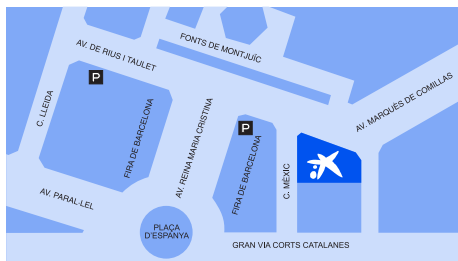 FONTS DE MONTJUÏC
AV. DE RIUS I TAULET
P
AV. MARQUÈS DE COMILLAS
C. LLEIDA
FIRA DE BARCELONA
AV. REINA MARIA CRISTINA
P
FIRA DE BARCELONA
C. MÈXIC
AV. PARAL-LEL
PLAÇA
D'ESPANYA
GRAN VIA CORTS CATALANES